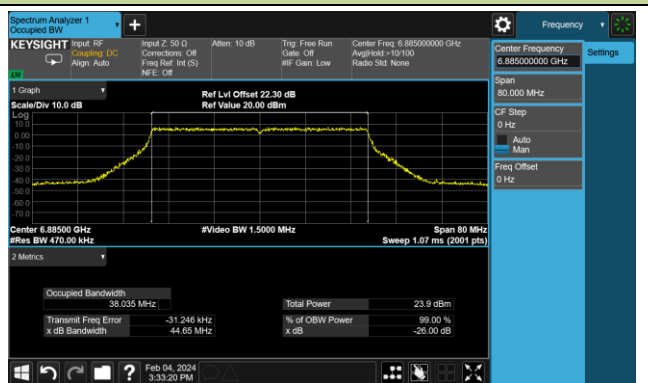 Spectrum Analyzer 1
Occupied BW
Frequency
KEYSIGHT
Input: RF
Coupling: DC
Align: Auto
Input Z: 50 Ω
Corrections: Off
Freq Ref: Int (S)
NFE: Off
Atten: 10 dB
Trig: Free Run
Gate: Off
#IF Gain: Low
Center Freq: 6.885000000 GHz
Avg|Hold:>10/100
Radio Std: None
Center Frequency
6.885000000 GHz
Settings
Span
80.000 MHz
CF Step
0 Hz
Auto
Man
Freq Offset
0 Hz
1 Graph
Scale/Div 10.0 dB
Ref Lvl Offset 22.30 dB
Ref Value 20.00 dBm
Log
10.0
0.00
-10.0
-20.0
-30.0
-40.0
-50.0
-60.0
-70.0
Center 6.88500 GHz
#Video BW 1.5000 MHz
Span 80 MHz
#Res BW 470.00 kHz
Sweep 1.07 ms (2001 pts)
2 Metrics
Occupied Bandwidth
38.035 MHz
Total Power 23.9 dBm
Transmit Freq Error -31.246 kHz
% of OBW Power 99.00 %
x dB Bandwidth 44.65 MHz
x dB -26.00 dB
Feb 04, 2024
3:33:20 PM